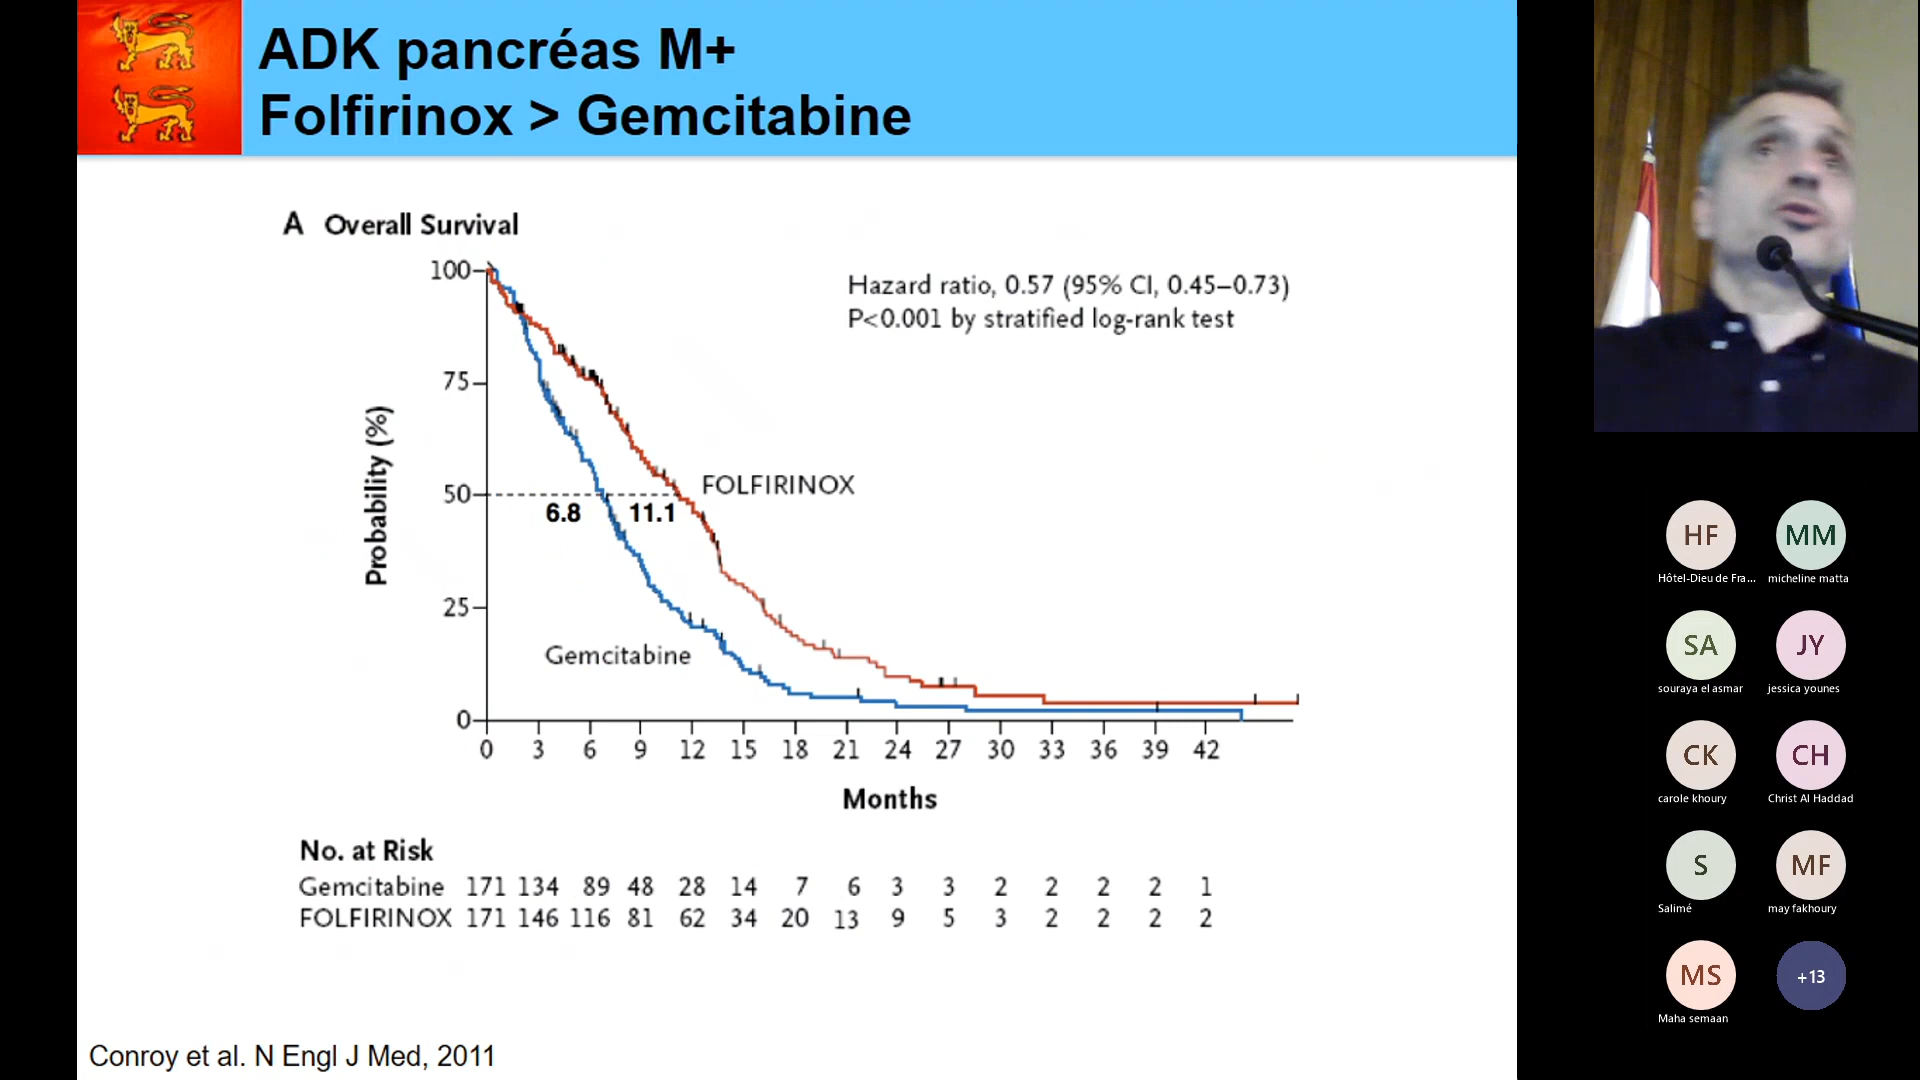 ADK pancréas M+
Folfirinox > Gemcitabine
A Overall Survival
Hazard ratio, 0.57 (95% CI, 0.45–0.73)
P<0.001 by stratified log-rank test
Probability (%)
100
75
50
25
0
FOLFIRINOX
6.8 11.1
Gemcitabine
0 3 6 9 12 15 18 21 24 27 30 33 36 39 42
Months
No. at Risk
Gemcitabine 171 134 89 48 28 14 7 6 3 3 2 2 2 2 1
FOLFIRINOX 171 146 116 81 62 34 20 13 9 5 3 2 2 2 2
Conroy et al. N Engl J Med, 2011
HF MM
Hôtel-Dieu de Fra... micheline matta
SA JY
souraya el asmar jessica younes
CK CH
carole khoury Christ Al Haddad
S MF
Salimé may fakhoury
MS +13
Maha semaan